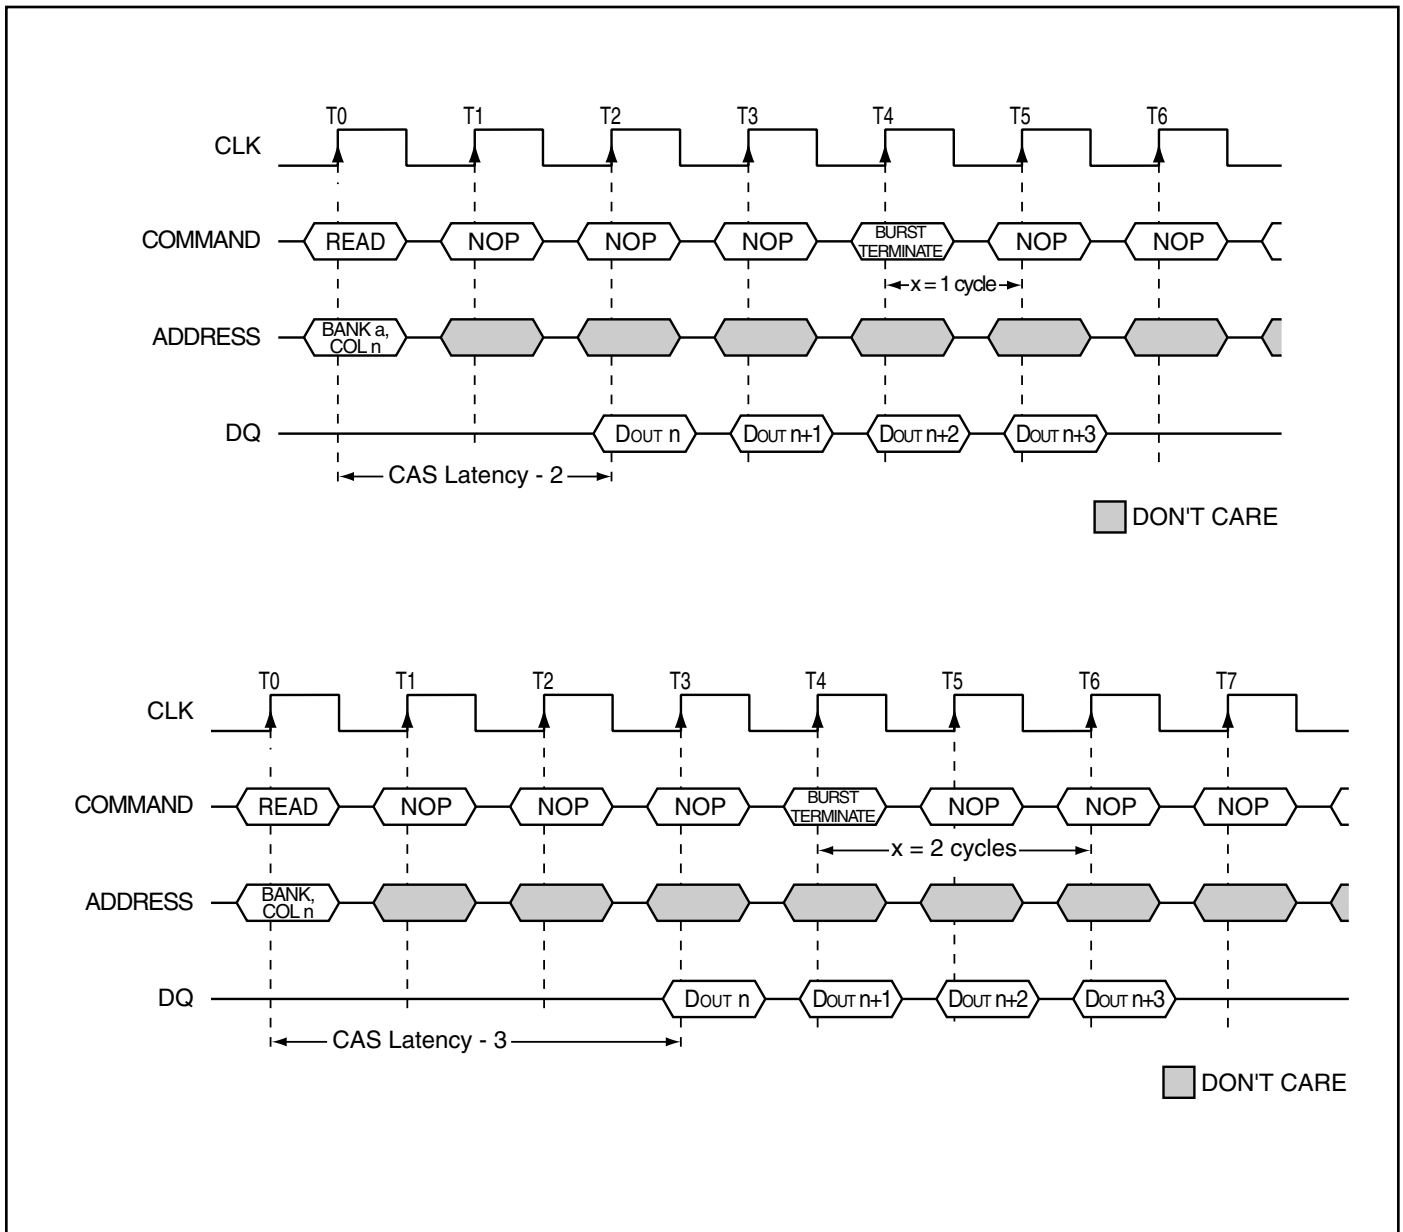 T0 T1 T2 T3 T4 T5 T6
CLK
COMMAND READ NOP NOP NOP BURST TERMINATE NOP NOP
x = 1 cycle
ADDRESS BANK a, COL n
DQ DOUT n DOUT n+1 DOUT n+2 DOUT n+3
CAS Latency - 2
DON'T CARE
T0 T1 T2 T3 T4 T5 T6 T7
CLK
COMMAND READ NOP NOP NOP BURST TERMINATE NOP NOP NOP
x = 2 cycles
ADDRESS BANK, COL n
DQ DOUT n DOUT n+1 DOUT n+2 DOUT n+3
CAS Latency - 3
DON'T CARE